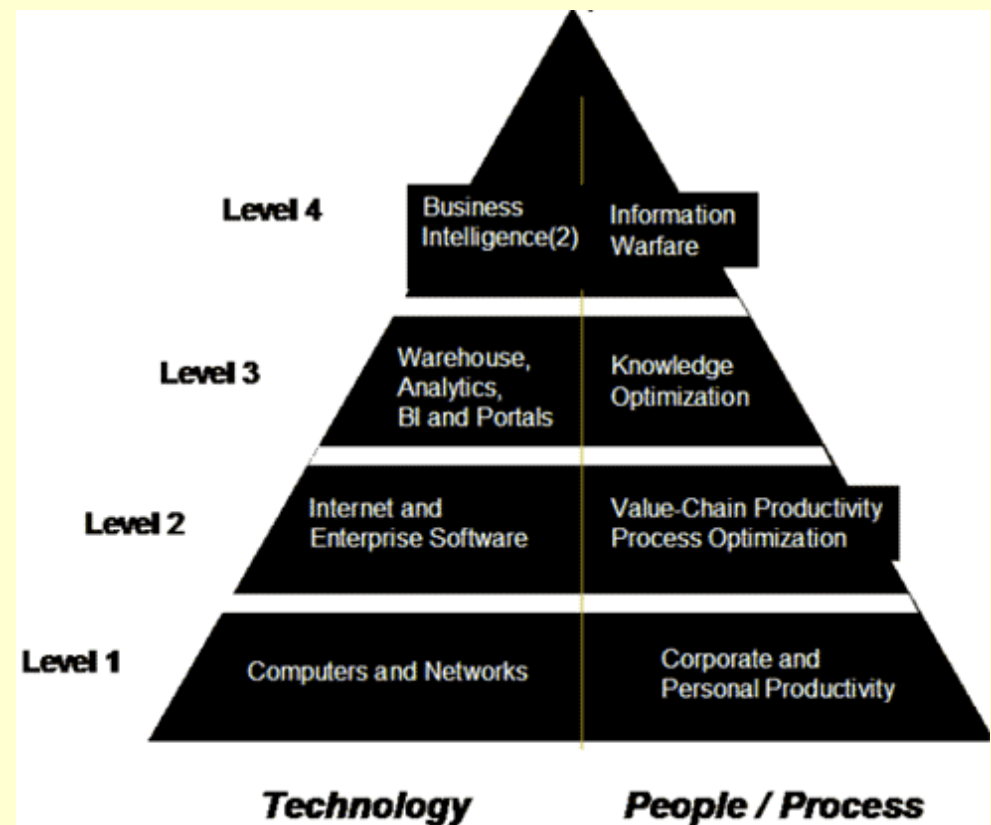 Level 4
Business
Intelligence(2)
Information
Warfare
Level 3
Warehouse,
Analytics,
BI and Portals
Knowledge
Optimization
Level 2
Internet and
Enterprise Software
Value-Chain Productivity
Process Optimization
Level 1
Computers and Networks
Corporate and
Personal Productivity
Technology
People / Process